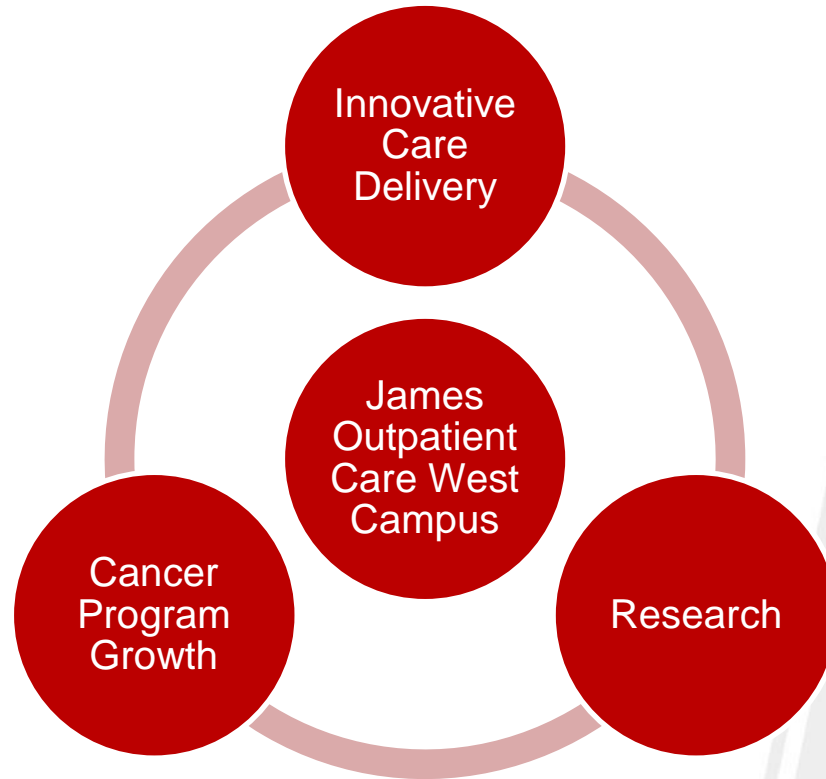 Innovative
Care
Delivery
James
Outpatient
Care West
Campus
Cancer
Program
Growth
Research